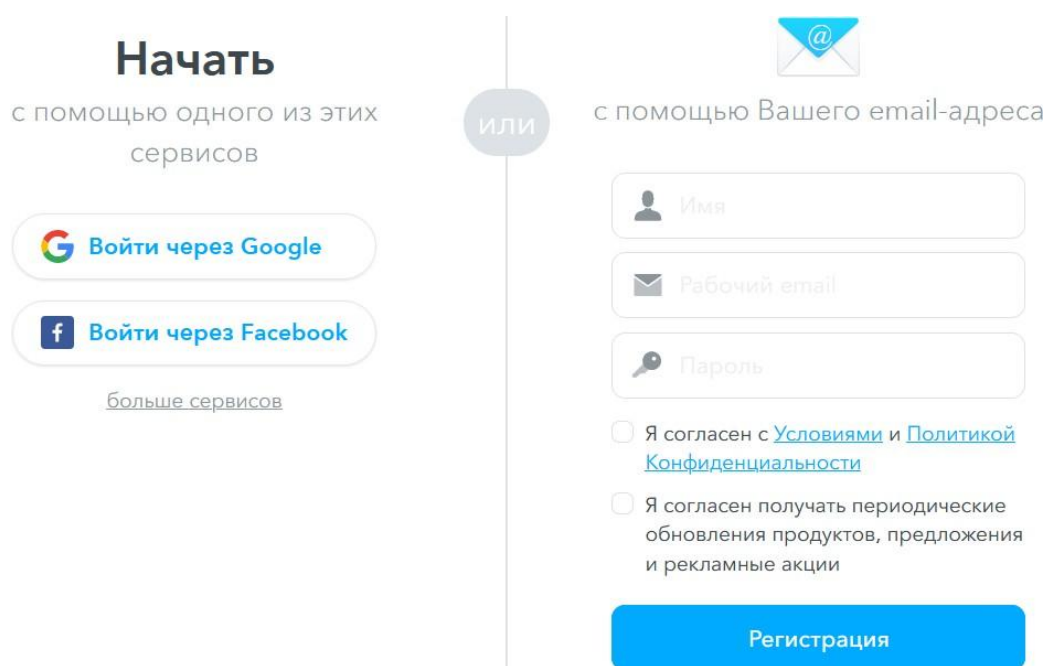 Начать
с помощью одного из этих
сервисов
Войти через Google
Войти через Facebook
больше сервисов
или
@
с помощью Вашего email-адреса
Имя
Рабочий email
Пароль
Я согласен с Условиями и Политикой
Конфиденциальности
Я согласен получать периодические
обновления продуктов, предложения
и рекламные акции
Регистрация